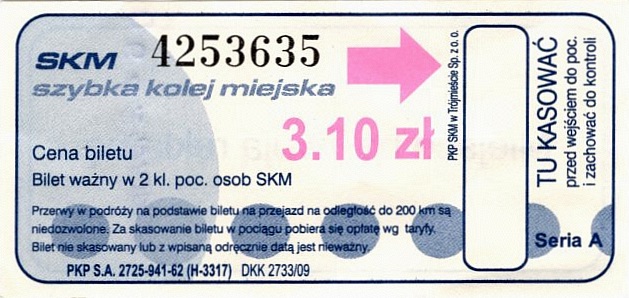 SKM 4253635
szybka kolej miejska
3.10 zł
Cena biletu
Bilet ważny w 2 kl. poc. osob SKM
Przerwy w podróży na podstawie biletu na przejazd na odległość do 200 km są
niedozwolone. Za skasowanie biletu w pociągu pobiera się opłatę wg taryfy.
Bilet nie skasowany lub z wpisaną odręcznie datą jest nieważny.
PKP S.A. 2725-941-62 (H-3317) DKK 2733/09
PKP SKM w Trójmieście Sp. z o.o.
TU KASOWAĆ
przed wejściem do poc.
i zachować do kontroli
Seria A